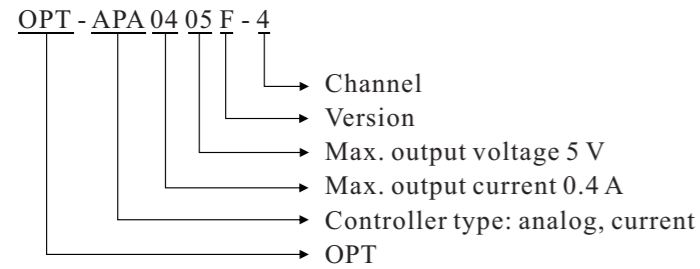 OPT - APA 04 05 F - 4
Channel
Version
Max. output voltage 5 V
Max. output current 0.4 A
Controller type: analog, current
OPT